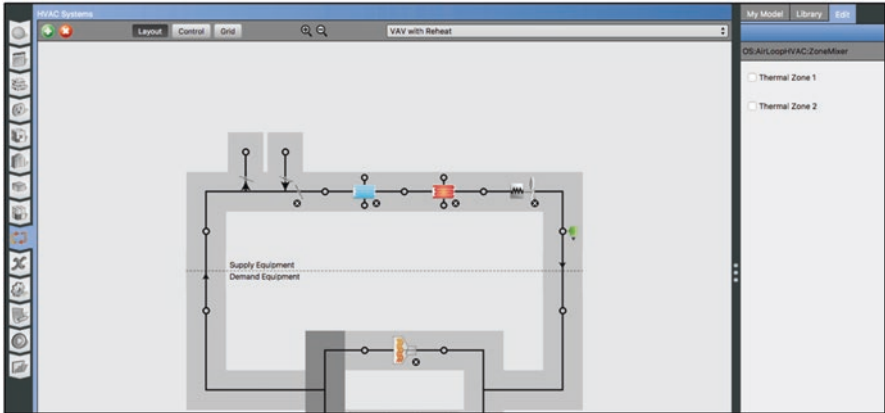 HVAC Systems
My Model Library Edit
Layout Control Grid VAV with Reheat
OS:AirLoopHVAC:ZoneMixer
Thermal Zone 1
Thermal Zone 2
Supply Equipment
Demand Equipment